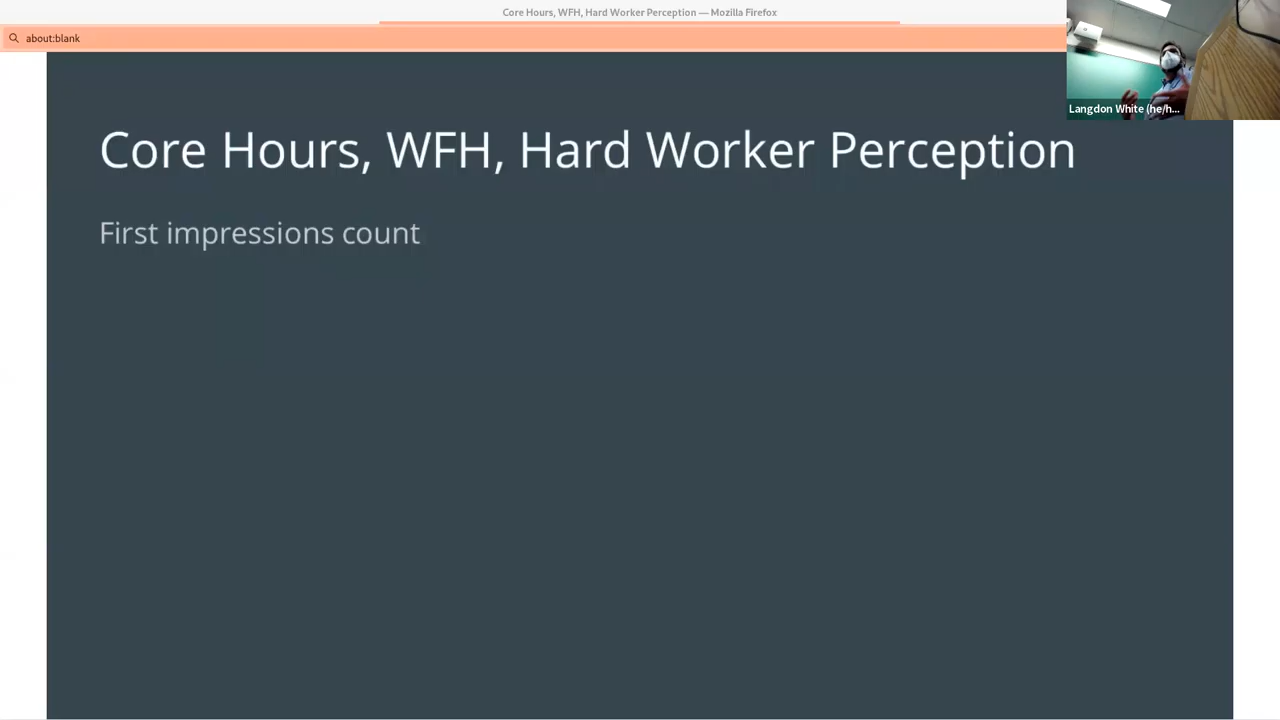 Core Hours, WFH, Hard Worker Perception — Mozilla Firefox
about:blank
Langdon White (he/h...
Core Hours, WFH, Hard Worker Perception
First impressions count